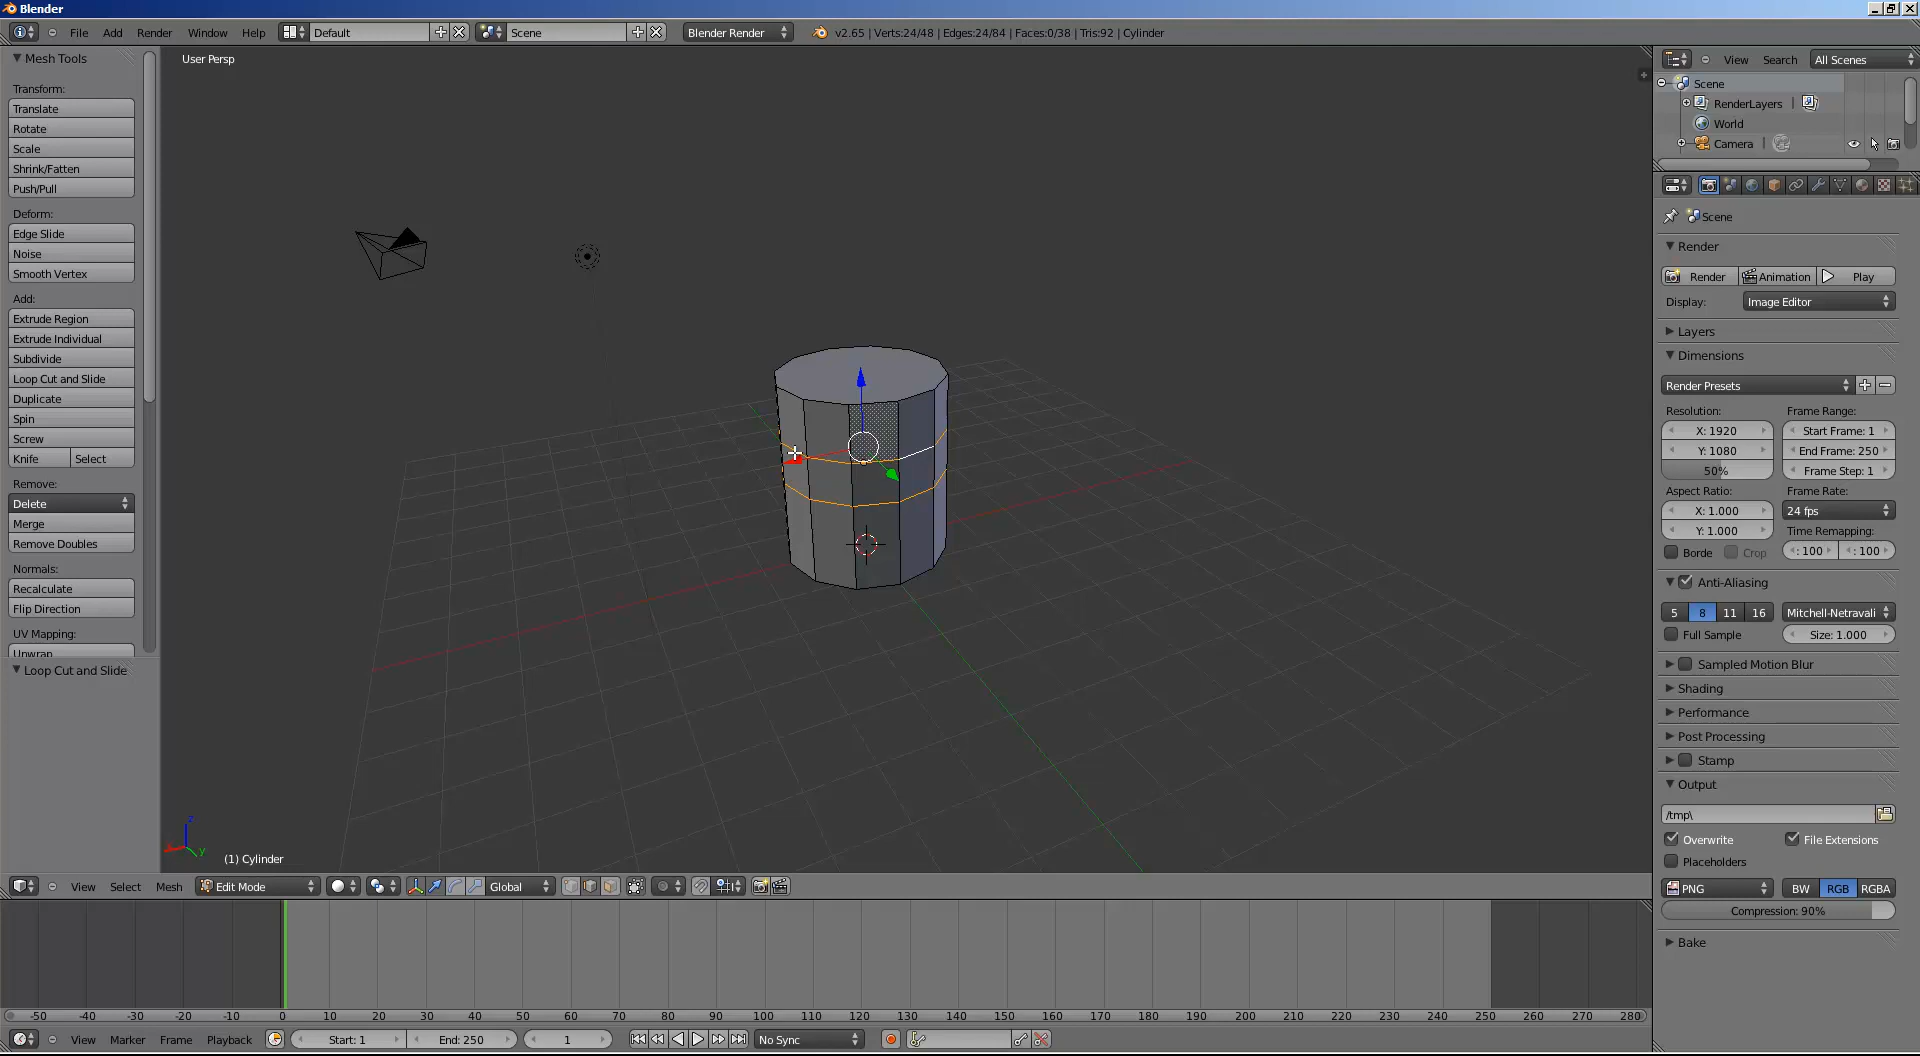 Blender
File Add Render Window Help Default Scene Blender Render v2.65 | Verts:24/48 | Edges:24/84 | Faces:0/38 | Tris:92 | Cylinder
Mesh Tools
Transform:
Translate
Rotate
Scale
Shrink/Fatten
Push/Pull
Deform:
Edge Slide
Noise
Smooth Vertex
Add:
Extrude Region
Extrude Individual
Subdivide
Loop Cut and Slide
Duplicate
Spin
Screw
Knife Select
Remove:
Delete
Merge
Remove Doubles
Normals:
Recalculate
Flip Direction
UV Mapping:
Unwrap
Loop Cut and Slide
User Persp
z
x
y
(1) Cylinder
View Select Mesh Edit Mode Global
-50 -40 -30 -20 -10 0 10 20 30 40 50 60 70 80 90 100 110 120 130 140 150 160 170 180 190 200 210 220 230 240 250 260 270 280
View Marker Frame Playback Start: 1 End: 250 1 No Sync
View Search All Scenes
Scene
RenderLayers |
World
Camera |
Scene
Render
Render Animation Play
Display: Image Editor
Layers
Dimensions
Render Presets
Resolution: Frame Range:
X: 1920 Start Frame: 1
Y: 1080 End Frame: 250
50% Frame Step: 1
Aspect Ratio: Frame Rate:
X: 1.000 24 fps
Y: 1.000 Time Remapping:
Borde Crop : 100 : 100
Anti-Aliasing
5 8 11 16 Mitchell-Netravali
Full Sample Size: 1.000
Sampled Motion Blur
Shading
Performance
Post Processing
Stamp
Output
/tmp\
Overwrite File Extensions
Placeholders
PNG BW RGB RGBA
Compression: 90%
Bake